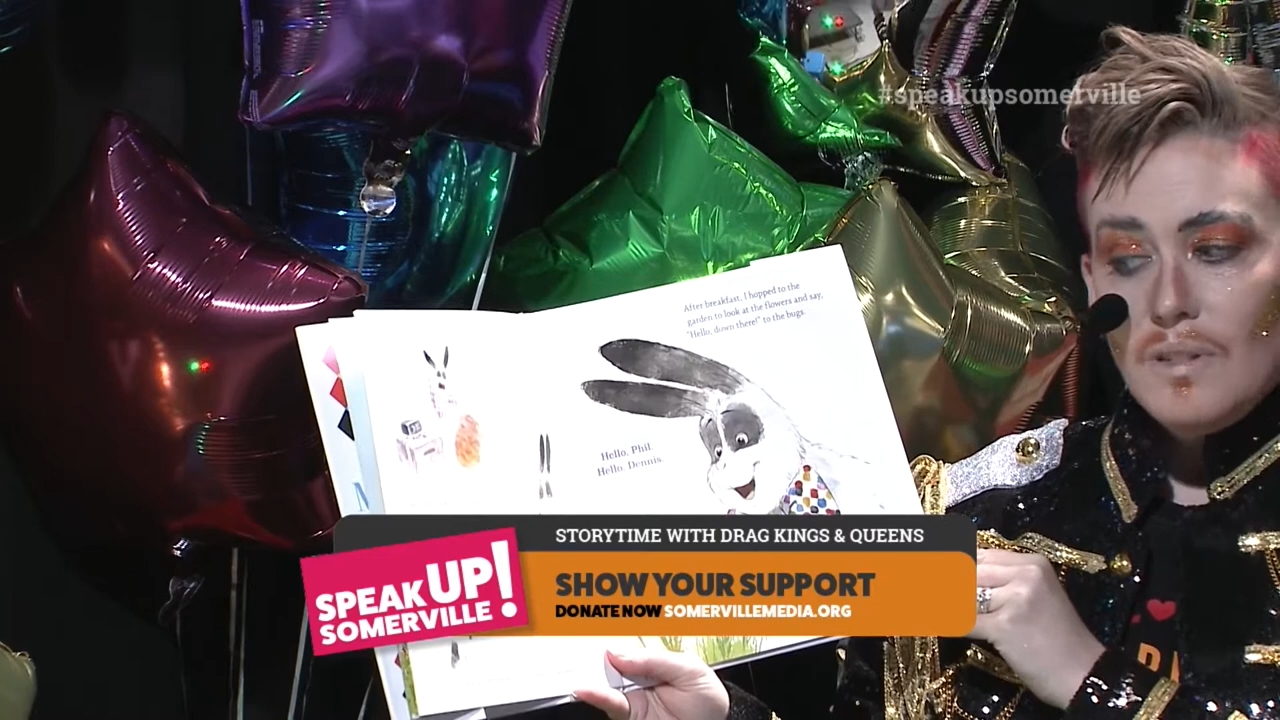 #speakupsomerville
After breakfast, I hopped to the
garden to look at the flowers and say,
"Hello, down there!" to the bugs.
Hello, Phil.
Hello, Dennis.
STORYTIME WITH DRAG KINGS & QUEENS
SPEAK UP!
SOMERVILLE
SHOW YOUR SUPPORT
DONATE NOW SOMERVILLEMEDIA.ORG